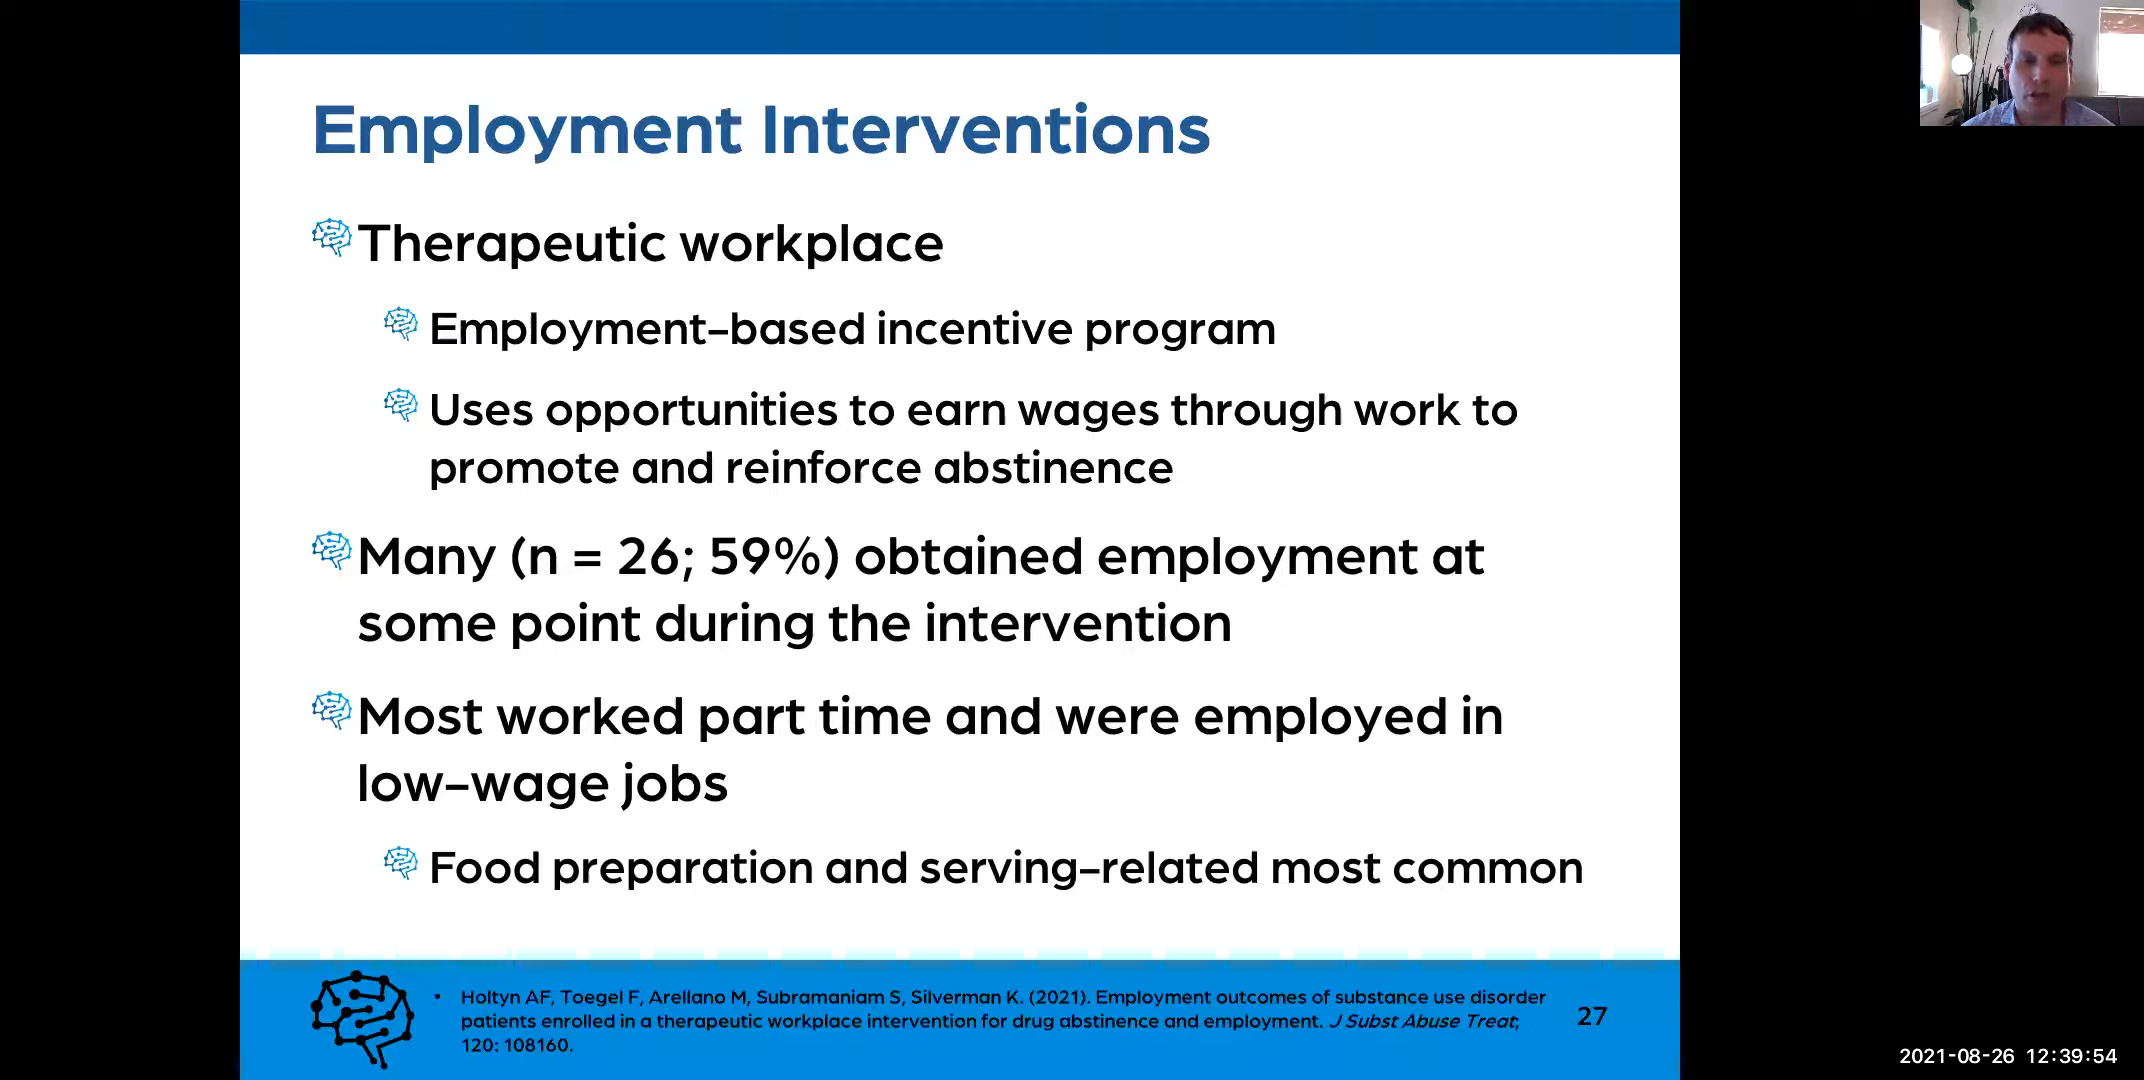 Employment Interventions
Therapeutic workplace
Employment-based incentive program
Uses opportunities to earn wages through work to
promote and reinforce abstinence
Many (n = 26; 59%) obtained employment at
some point during the intervention
Most worked part time and were employed in
low-wage jobs
Food preparation and serving-related most common
• Holtyn AF, Toegel F, Arellano M, Subramaniam S, Silverman K. (2021). Employment outcomes of substance use disorder
patients enrolled in a therapeutic workplace intervention for drug abstinence and employment. J Subst Abuse Treat;
120: 108160.
27
2021-08-26 12:39:54